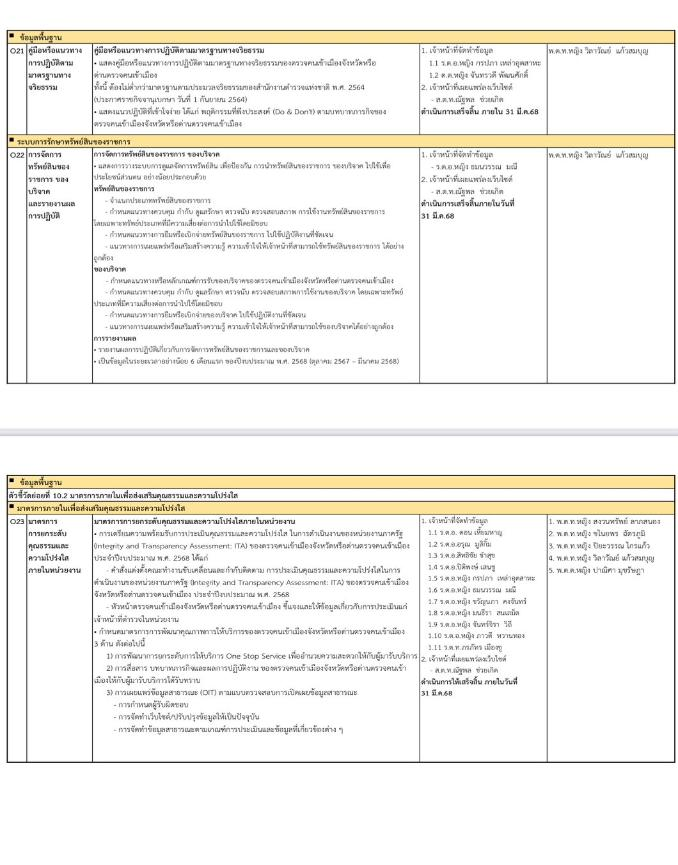 ▪ ข้อมูลพื้นฐาน
O21 คู่มือหรือแนวทางการปฏิบัติตามมาตรฐานทางจริยธรรม
คู่มือหรือแนวทางการปฏิบัติตามมาตรฐานทางจริยธรรม
• แสดงคู่มือหรือแนวทางการปฏิบัติตามมาตรฐานทางจริยธรรมของตรวจคนเข้าเมืองจังหวัดหรือ
ด่านตรวจคนเข้าเมือง
ทั้งนี้ ต้องไม่ต่ำกว่ามาตรฐานตามประมวลจริยธรรมของสำนักงานตำรวจแห่งชาติ พ.ศ. 2564
(ประกาศราชกิจจานุเบกษา วันที่ 1 กันยายน 2564)
• แสดงแนวปฏิบัติที่เข้าใจง่าย ได้แก่ พฤติกรรมที่พึงประสงค์ (Do & Don't) ตามบทบาทภารกิจของ
ตรวจคนเข้าเมืองจังหวัดหรือด่านตรวจคนเข้าเมือง
1. เจ้าหน้าที่จัดทำข้อมูล
1.1 ร.ต.อ.หญิง กรปภา เหล่าอุตสาหะ
1.2 ด.ต.หญิง จันทรวดี พัฒนศักดิ์
2. เจ้าหน้าที่เผยแพร่ลงเว็บไซต์
- ส.ต.ท.ณัฐพล ช่วยเกิด
ดำเนินการเสร็จสิ้น ภายใน 31 มี.ค.68
พ.ต.ท.หญิง วิลาวัณย์ แก้วสมบุญ
▪ ระบบการรักษาทรัพย์สินของราชการ
O22 การจัดการทรัพย์สินของราชการ ของบริจาค และรายงานผลการปฏิบัติ
การจัดการทรัพย์สินของราชการ ของบริจาค
• แสดงการวางระบบการดูแลจัดการทรัพย์สิน เพื่อป้องกัน การนำทรัพย์สินของราชการ ของบริจาค ไปใช้เพื่อ
ประโยชน์ส่วนตน อย่างน้อยประกอบด้วย
ทรัพย์สินของราชการ
- จำแนกประเภททรัพย์สินของราชการ
- กำหนดแนวทางควบคุม กำกับ ดูแลรักษา ตรวจนับ ตรวจสอบสภาพ การใช้งานทรัพย์สินของราชการ
โดยเฉพาะทรัพย์ประเภทที่มีความเสี่ยงต่อการนำไปใช้โดยมิชอบ
- กำหนดแนวทางการยืมหรือเบิกจ่ายทรัพย์สินของราชการ ไปใช้ปฏิบัติงานที่ชัดเจน
- แนวทางการเผยแพร่หรือเสริมสร้างความรู้ ความเข้าใจให้เจ้าหน้าที่สามารถใช้ทรัพย์สินของราชการ ได้อย่าง
ถูกต้อง
ของบริจาค
- กำหนดแนวทางหรือหลักเกณฑ์การรับของบริจาคของตรวจคนเข้าเมืองจังหวัดหรือด่านตรวจคนเข้าเมือง
- กำหนดแนวทางควบคุม กำกับ ดูแลรักษา ตรวจนับ ตรวจสอบสภาพการใช้งานของบริจาค โดยเฉพาะทรัพย์
ประเภทที่มีความเสี่ยงต่อการนำไปใช้โดยมิชอบ
- กำหนดแนวทางการยืมหรือเบิกจ่ายของบริจาค ไปใช้ปฏิบัติงานที่ชัดเจน
- แนวทางการเผยแพร่หรือเสริมสร้างความรู้ ความเข้าใจให้เจ้าหน้าที่สามารถใช้ของบริจาคได้อย่างถูกต้อง
การรายงานผล
• รายงานผลการปฏิบัติเกี่ยวกับการจัดการทรัพย์สินของราชการและของบริจาค
• เป็นข้อมูลในระยะเวลาอย่างน้อย 6 เดือนแรก ของปีงบประมาณ พ.ศ. 2568 (ตุลาคม 2567 – มีนาคม 2568)
1. เจ้าหน้าที่จัดทำข้อมูล
- ร.ต.อ.หญิง ธมนวรรณ มณี
2. เจ้าหน้าที่เผยแพร่ลงเว็บไซต์
- ส.ต.ท.ณัฐพล ช่วยเกิด
ดำเนินการเสร็จสิ้นภายในวันที่
31 มี.ค.68
พ.ต.ท.หญิง วิลาวัณย์ แก้วสมบุญ
▪ ข้อมูลพื้นฐาน
ตัวชี้วัดย่อยที่ 10.2 มาตรการภายในเพื่อส่งเสริมคุณธรรมและความโปร่งใส
▪ มาตรการภายในเพื่อส่งเสริมคุณธรรมและความโปร่งใส
O23 มาตรการการยกระดับคุณธรรมและความโปร่งใสภายในหน่วยงาน
มาตรการการยกระดับคุณธรรมและความโปร่งใสภายในหน่วยงาน
• การเตรียมความพร้อมรับการประเมินคุณธรรมและความโปร่งใส ในการดำเนินงานของหน่วยงานภาครัฐ
(Integrity and Transparency Assessment: ITA) ของตรวจคนเข้าเมืองจังหวัดหรือด่านตรวจคนเข้าเมือง
ประจำปีงบประมาณ พ.ศ. 2568 ได้แก่
- คำสั่งแต่งตั้งคณะทำงานขับเคลื่อนและกำกับติดตาม การประเมินคุณธรรมและความโปร่งใสในการ
ดำเนินงานของหน่วยงานภาครัฐ (Integrity and Transparency Assessment: ITA) ของตรวจคนเข้าเมือง
จังหวัดหรือด่านตรวจคนเข้าเมือง ประจำปีงบประมาณ พ.ศ. 2568
- หัวหน้าตรวจคนเข้าเมืองจังหวัดหรือด่านตรวจคนเข้าเมือง ชี้แจงและให้ข้อมูลเกี่ยวกับการประเมินแก่
เจ้าหน้าที่ตำรวจในหน่วยงาน
• กำหนดมาตรการการพัฒนาคุณภาพการให้บริการของตรวจคนเข้าเมืองจังหวัดหรือด่านตรวจคนเข้าเมือง
3 ด้าน ดังต่อไปนี้
1) การพัฒนาการยกระดับการให้บริการ One Stop Service เพื่ออำนวยความสะดวกให้กับผู้มารับบริการ
2) การสื่อสาร บทบาทภารกิจและผลการปฏิบัติงาน ของตรวจคนเข้าเมืองจังหวัดหรือด่านตรวจคนเข้า
เมืองให้กับผู้มารับบริการได้รับทราบ
3) การเผยแพร่ข้อมูลสาธารณะ (OIT) ตามแบบตรวจสอบการเปิดเผยข้อมูลสาธารณะ
- การกำหนดผู้รับผิดชอบ
- การจัดทำเว็บไซต์/ปรับปรุงข้อมูลให้เป็นปัจจุบัน
- การจัดทำข้อมูลสาธารณะตามเกณฑ์การประเมินและข้อมูลที่เกี่ยวข้องต่าง ๆ
1. เจ้าหน้าที่จัดทำข้อมูล
1.1 ร.ต.อ. ดอน เหี้ยมหาญ
1.2 ร.ต.อ.อรุณ มูลิกิ้ม
1.3 ร.ต.อ.สิทธิชัย ชำสุข
1.4 ร.ต.อ.ปิติพงษ์ เสนชู
1.5 ร.ต.อ.หญิง กรปภา เหล่าอุตสาหะ
1.6 ร.ต.อ.หญิง ธมนวรรณ มณี
1.7 ร.ต.อ.หญิง ขวัญนภา คงจันทร์
1.8 ร.ต.อ.หญิง มนธิรา
1.9 ร.ต.อ.หญิง จันทร์จิรา วิถี
1.10 ร.ต.อ.หญิง ภาวดี หวานทอง
1.11 ร.ต.ท.กรภัทร เมืองชู
2. เจ้าหน้าที่เผยแพร่ลงเว็บไซต์
- ส.ต.ท.ณัฐพล ช่วยเกิด
ดำเนินการให้เสร็จสิ้น ภายในวันที่
31 มี.ค.68
1. พ.ต.ท.หญิง สงวนทรัพย์ ลาภสนอง
2. พ.ต.ท.หญิง ชโนยพร อัตรภูมิ
3. พ.ต.ท.หญิง ปิยะวรรณ ไกรแก้ว
4. พ.ต.ท.หญิง วิลาวัณย์ แก้วสมบุญ
5. พ.ต.ต.หญิง ปาณิศา มุขรัษฎา